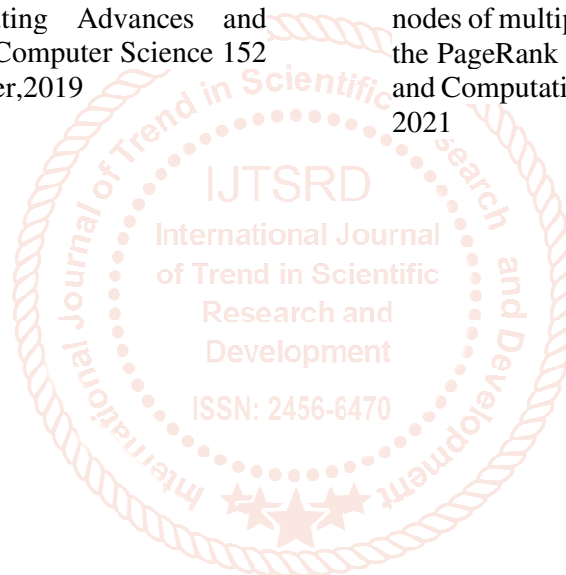 ting Advances and
Computer Science 152
er,2019
nodes of multip
the PageRank
and Computati
2021
International Journal of Trend in Scientific Research and Development
IJTSRD
International Journal
of Trend in Scientific
Research and
Development
ISSN: 2456-6470